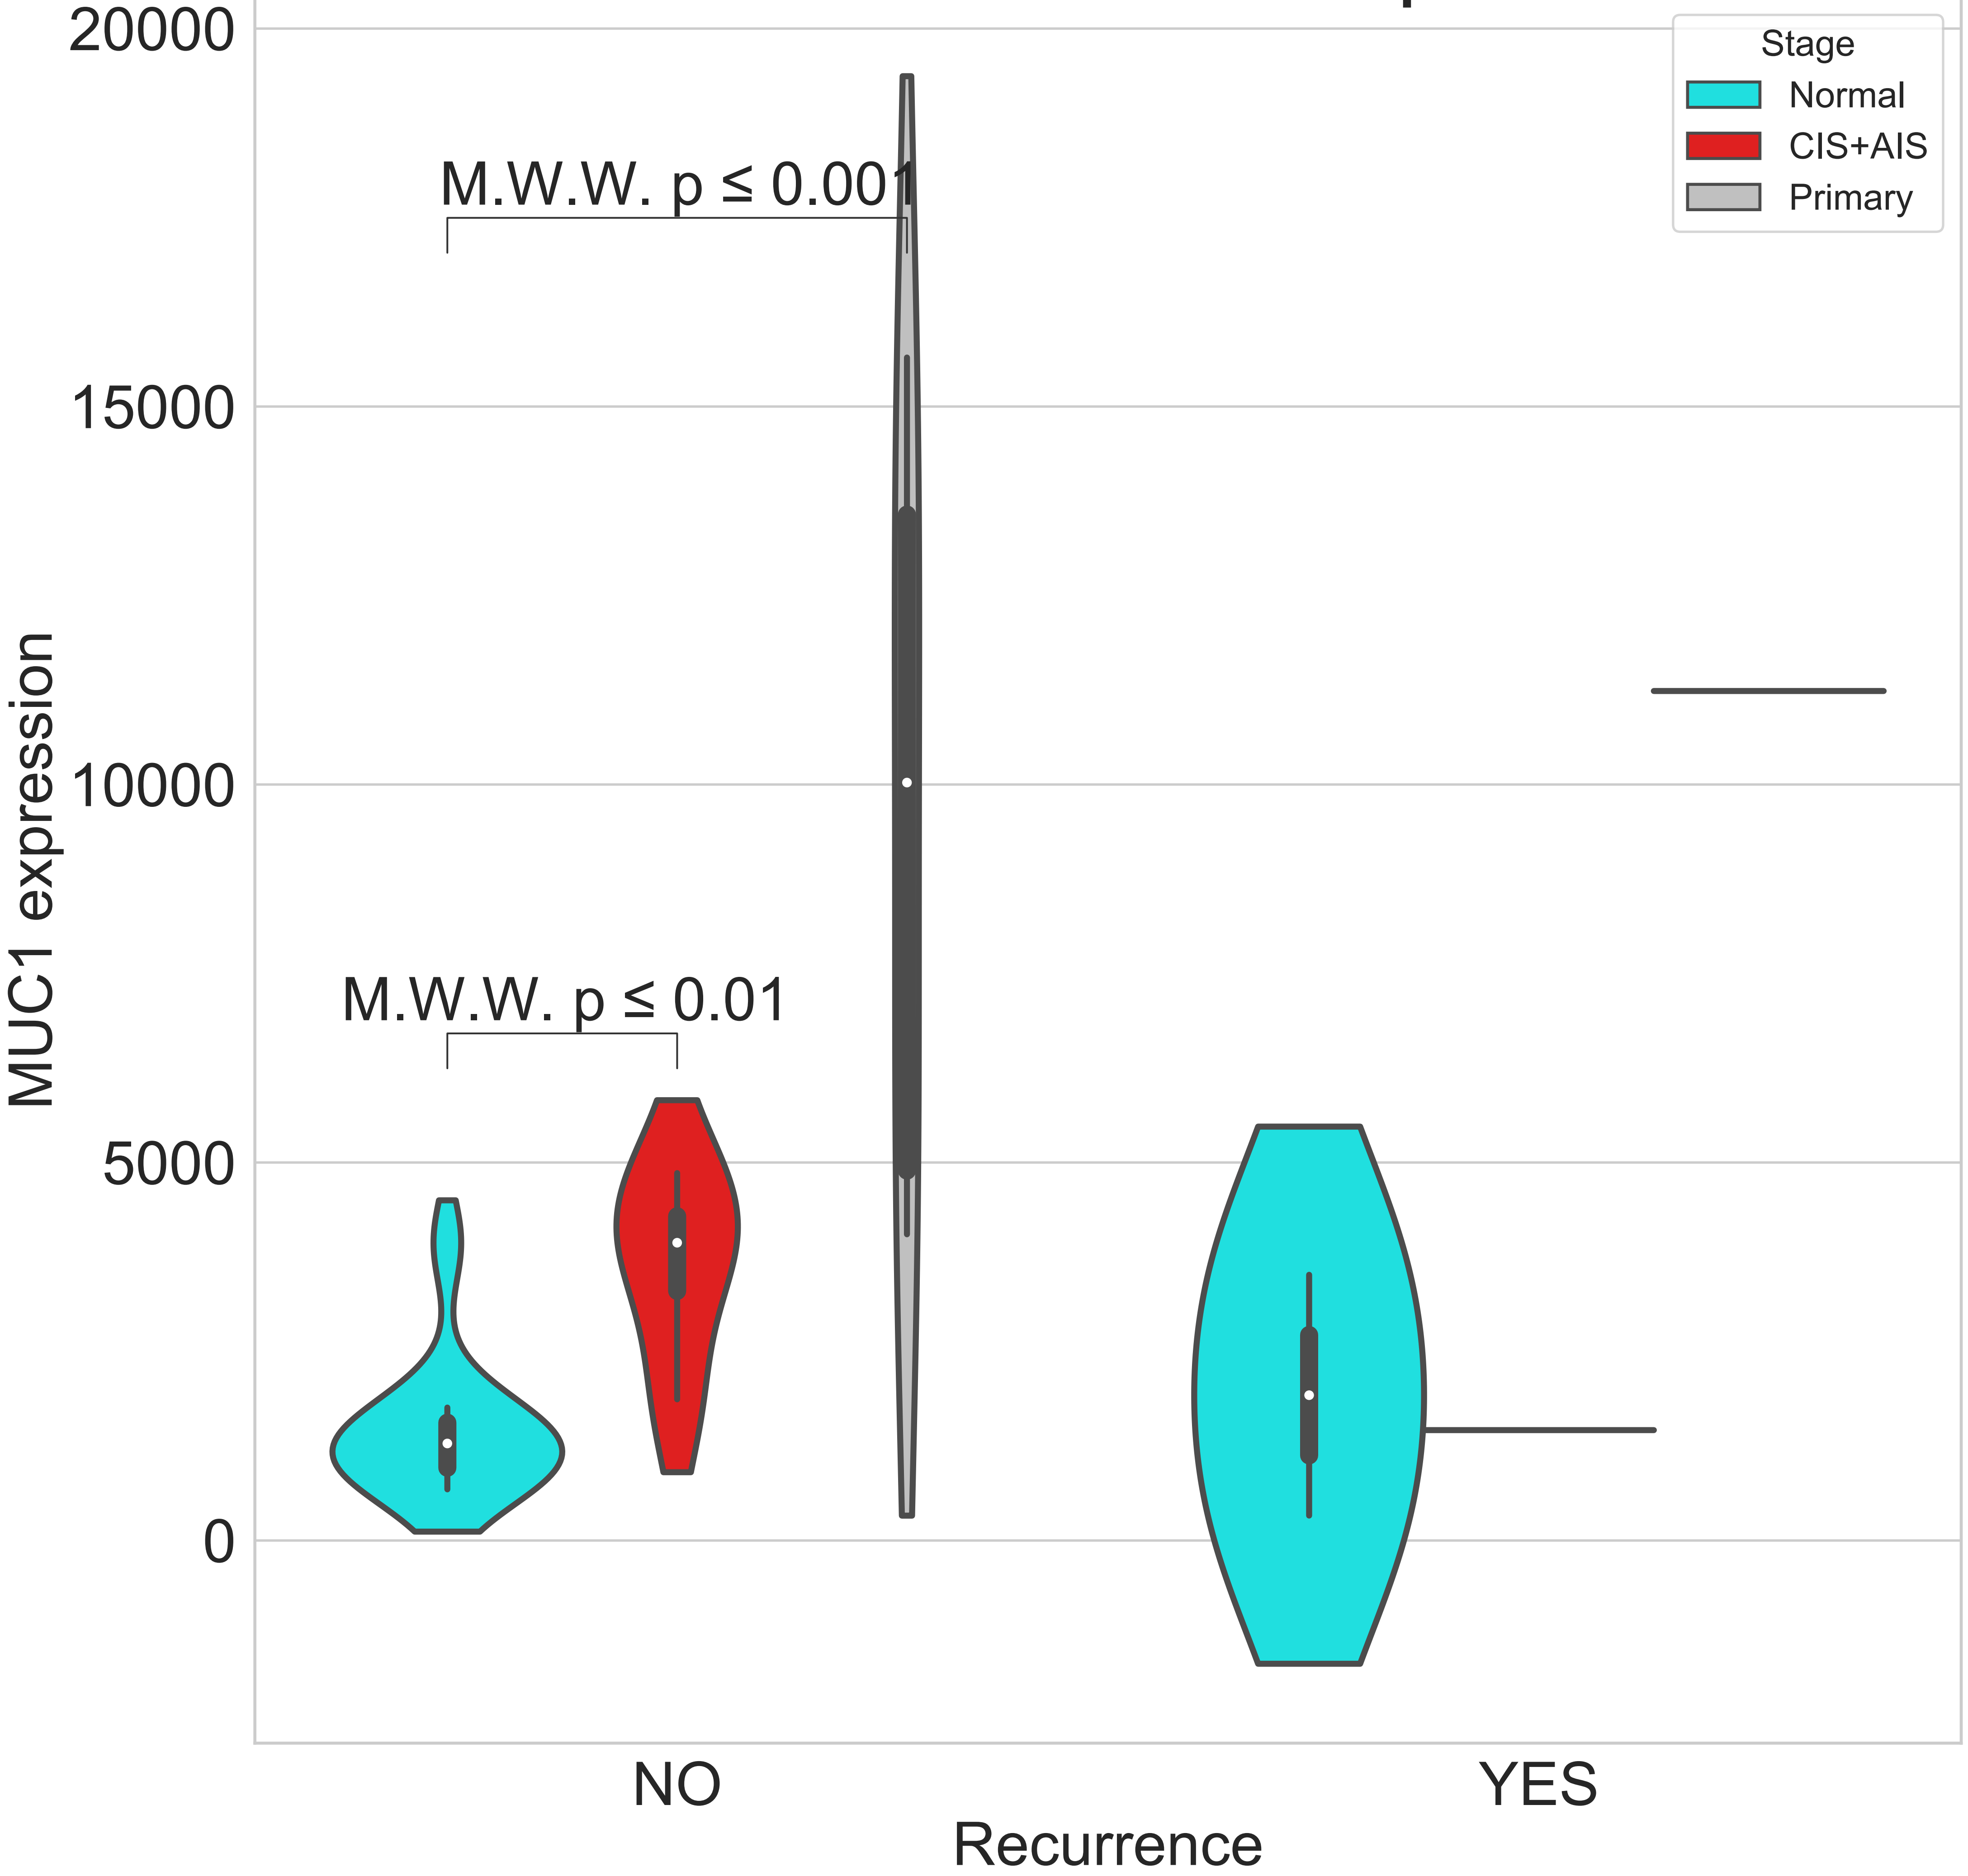 20000
15000
10000
5000
0
MUC1 expression
M.W.W. p ≤ 0.001
M.W.W. p ≤ 0.01
Stage
Normal
CIS+AIS
Primary
NO
YES
Recurrence